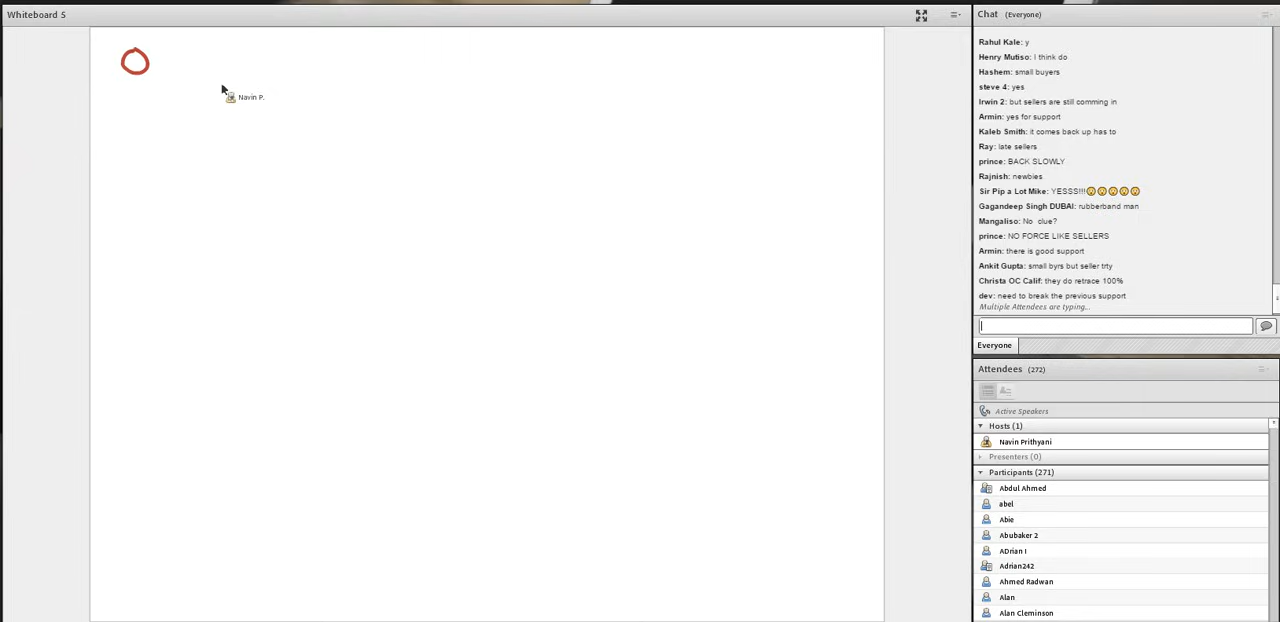 Whiteboard 5
Navin P.
Chat (Everyone)
Rahul Kale: y
Henry Mutiso: I think do
Hashem: small buyers
steve 4: yes
Irwin 2: but sellers are still comming in
Armin: yes for support
Kaleb Smith: it comes back up has to
Ray: late sellers
prince: BACK SLOWLY
Rajnish: newbies
Sir Pip a Lot Mike: YESSS!!!
Gagandeep Singh DUBAI: rubberband man
Mangaliso: No clue?
prince: NO FORCE LIKE SELLERS
Armin: there is good support
Ankit Gupta: small byrs but seller trty
Christa OC Calif: they do retrace 100%
dev: need to break the previous support
Multiple Attendees are typing...
Everyone
Attendees (272)
Active Speakers
Hosts (1)
Navin Prithyani
Presenters (0)
Participants (271)
Abdul Ahmed
abel
Abie
Abubaker 2
ADrian I
Adrian242
Ahmed Radwan
Alan
Alan Cleminson